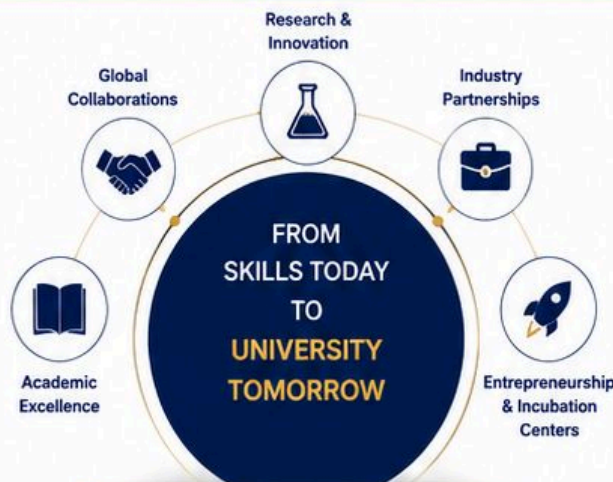 Research &
Innovation
Global
Collaborations
Industry
Partnerships
FROM
SKILLS TODAY
TO
UNIVERSITY
TOMORROW
Academic
Excellence
Entrepreneurship
& Incubation
Centers